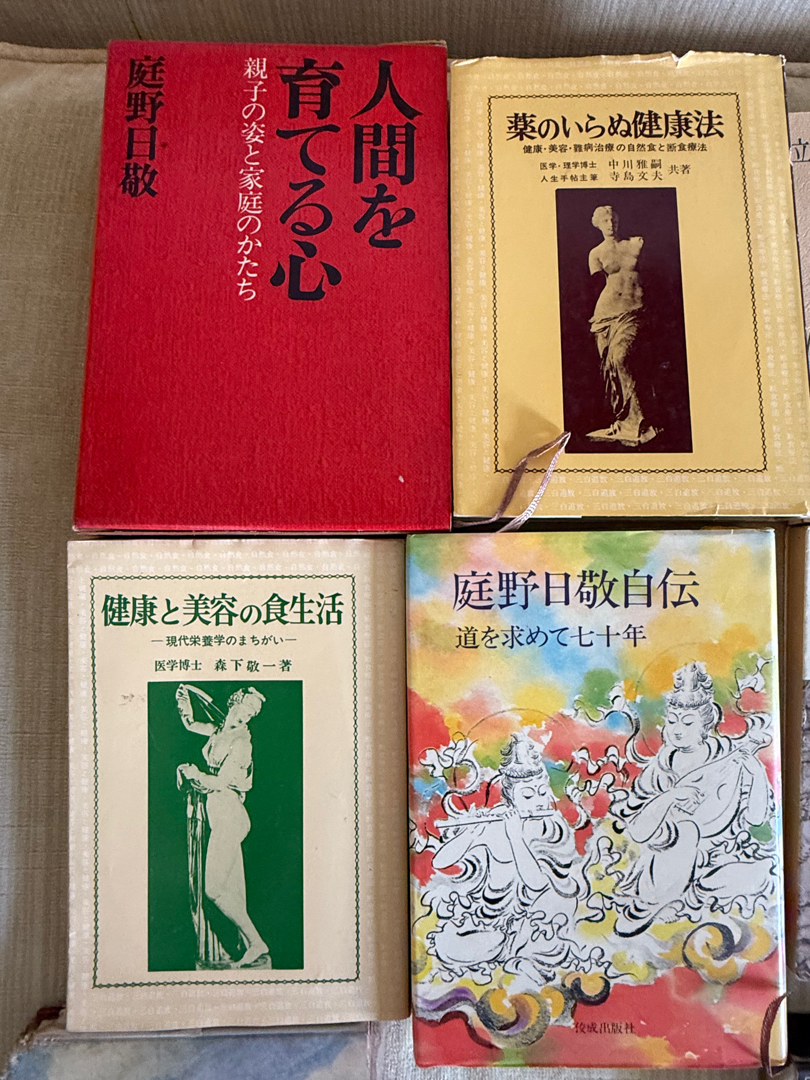 人間を
育てる心
親子の姿と家庭のかたち
庭野日敬
薬のいらぬ健康法
健康・美容・難病治療の自然食と断食療法
医学・理学博士 中川雅嗣
人生手帖主筆 寺島文夫
共著
健康と美容の食生活
―現代栄養学のまちがい―
医学博士 森下敬一著
庭野日敬自伝
道を求めて七十年
佼成出版社
立